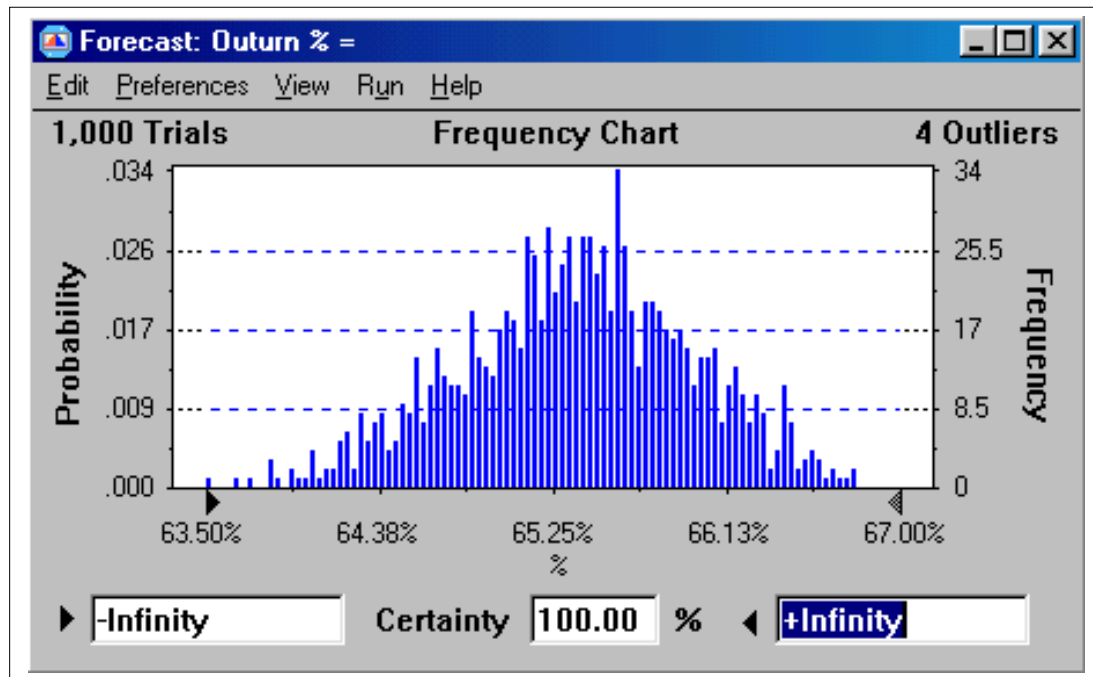 Forecast: Outurn % =
Edit Preferences View Run Help
1,000 Trials Frequency Chart 4 Outliers
.034 34
.026 25.5
.017 17
.009 8.5
.000 0
Probability
Frequency
63.50% 64.38% 65.25% 66.13% 67.00%
%
-Infinity Certainty 100.00 % +Infinity